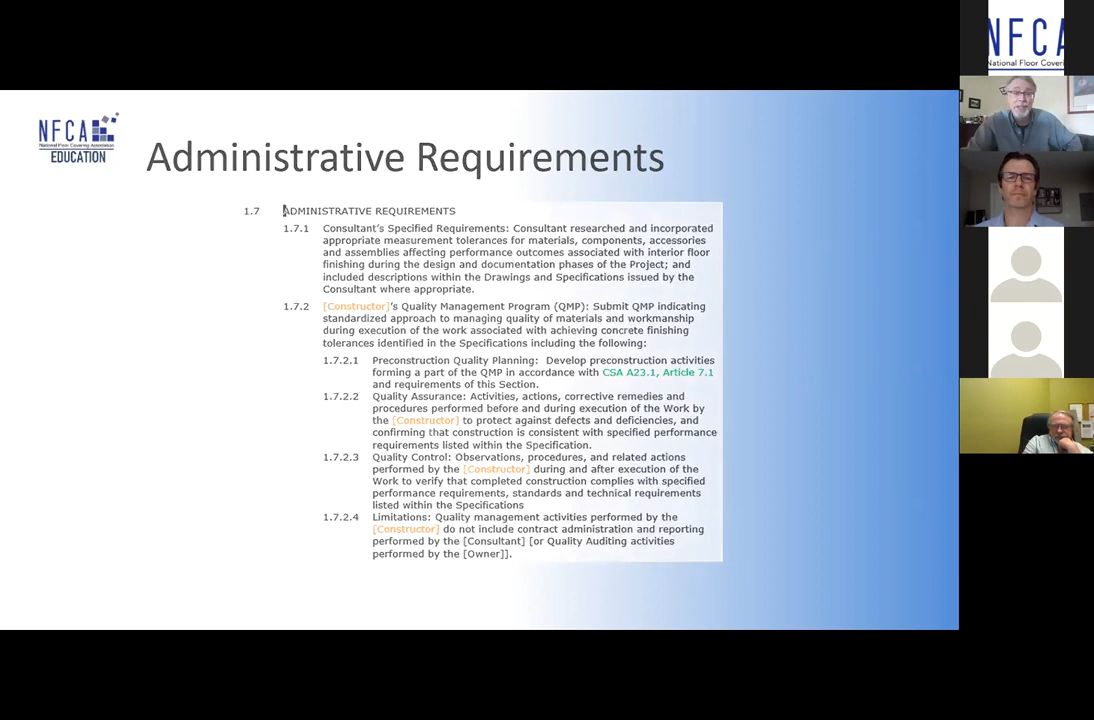 NFCA
National Floor Covering Association
EDUCATION
Administrative Requirements
1.7 ADMINISTRATIVE REQUIREMENTS
1.7.1 Consultant's Specified Requirements: Consultant researched and incorporated
appropriate measurement tolerances for materials, components, accessories
and assemblies affecting performance outcomes associated with interior floor
finishing during the design and documentation phases of the Project; and
included descriptions within the Drawings and Specifications issued by the
Consultant where appropriate.
1.7.2 [Constructor]'s Quality Management Program (QMP): Submit QMP indicating
standardized approach to managing quality of materials and workmanship
during execution of the work associated with achieving concrete finishing
tolerances identified in the Specifications including the following:
1.7.2.1 Preconstruction Quality Planning: Develop preconstruction activities
forming a part of the QMP in accordance with CSA A23.1, Article 7.1
and requirements of this Section.
1.7.2.2 Quality Assurance: Activities, actions, corrective remedies and
procedures performed before and during execution of the Work by
the [Constructor] to protect against defects and deficiencies, and
confirming that construction is consistent with specified performance
requirements listed within the Specification.
1.7.2.3 Quality Control: Observations, procedures, and related actions
performed by the [Constructor] during and after execution of the
Work to verify that completed construction complies with specified
performance requirements, standards and technical requirements
listed within the Specifications
1.7.2.4 Limitations: Quality management activities performed by the
[Constructor] do not include contract administration and reporting
performed by the [Consultant] [or Quality Auditing activities
performed by the [Owner]].
NFCA
National Floor Coveri